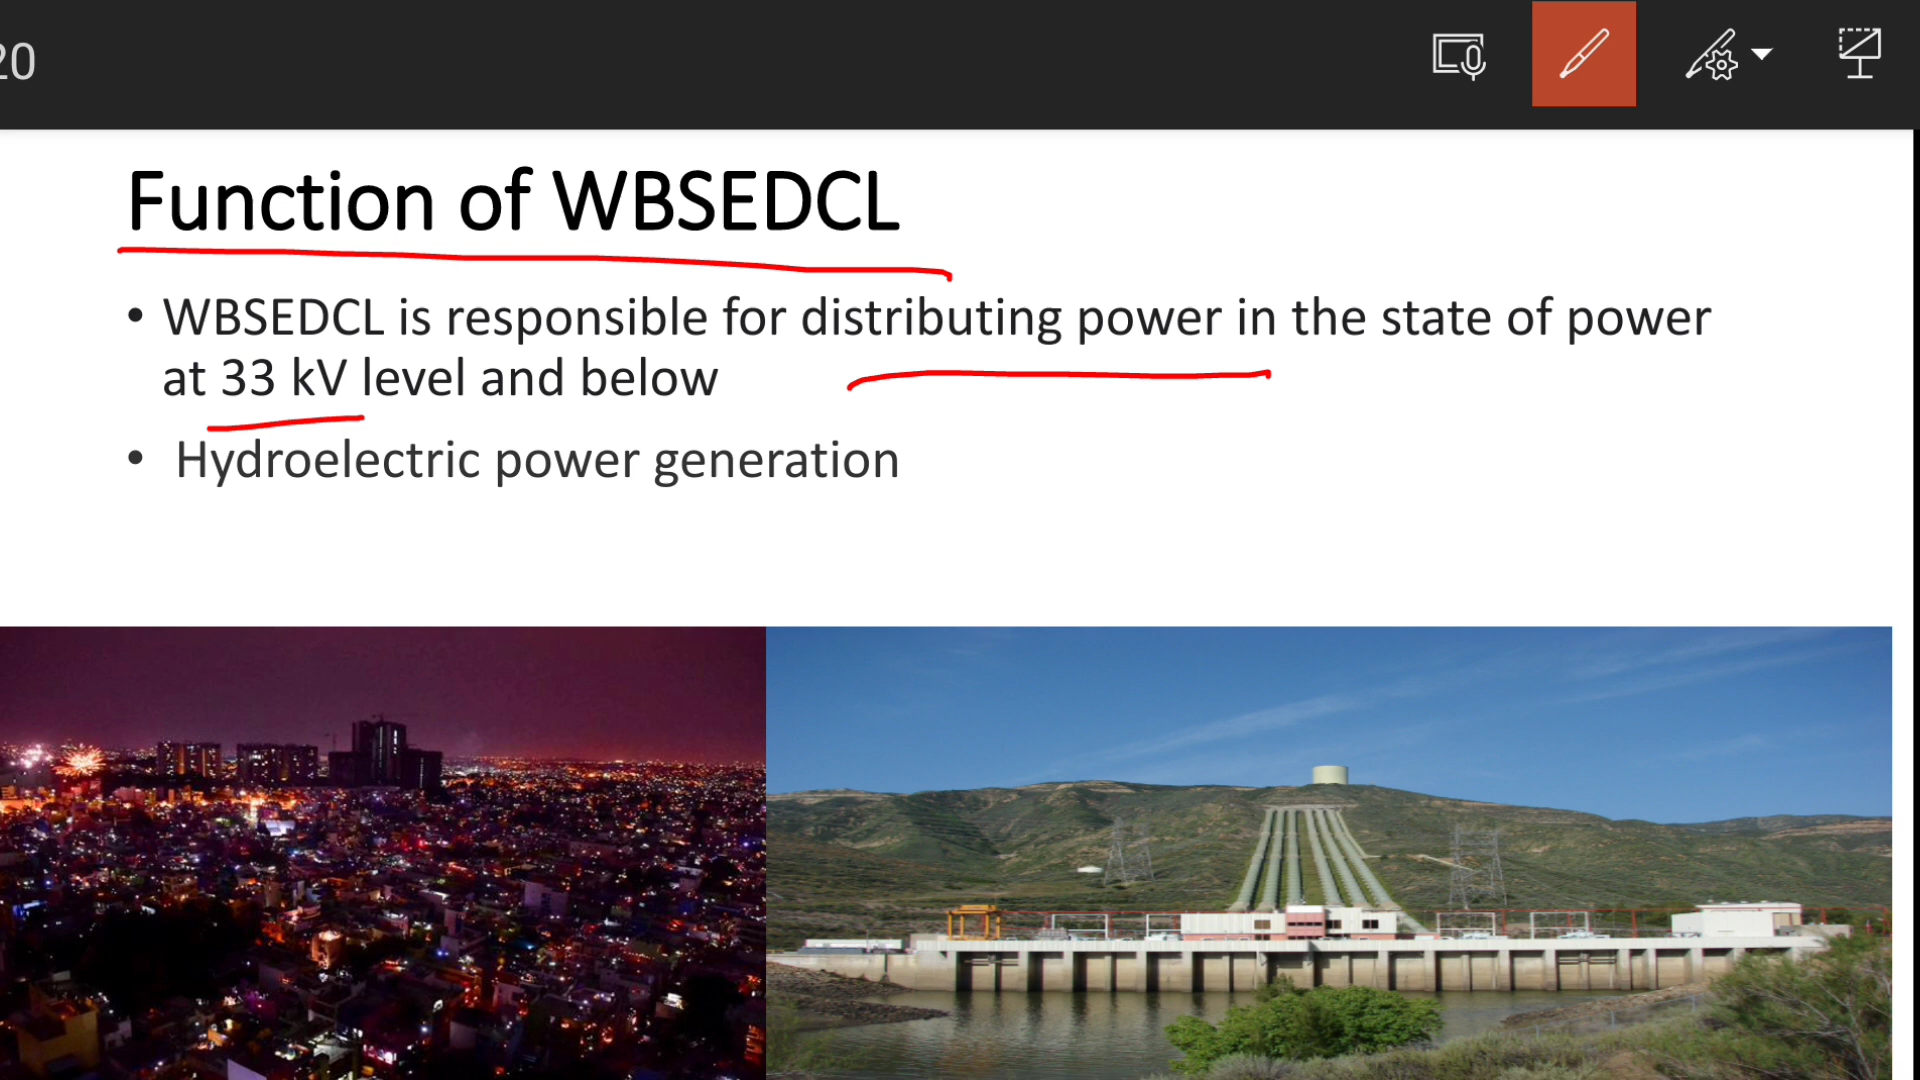 20
Function of WBSEDCL
• WBSEDCL is responsible for distributing power in the state of power
at 33 kV level and below
• Hydroelectric power generation